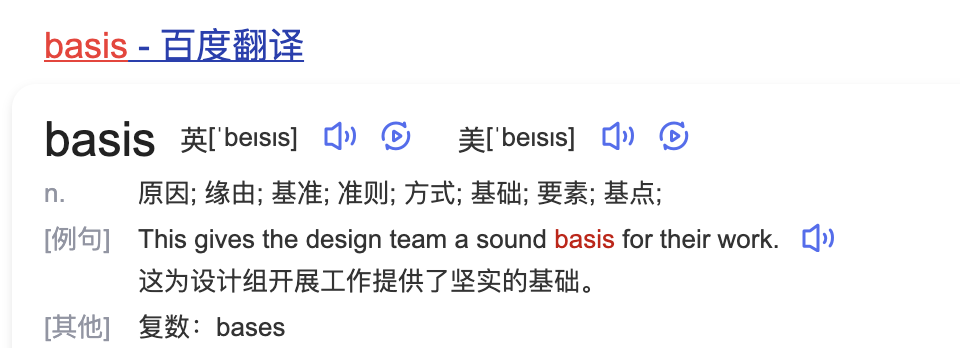 basis - 百度翻译
basis 英[ˈbeɪsɪs] 美[ˈbeɪsɪs]
n. 原因; 缘由; 基准; 准则; 方式; 基础; 要素; 基点;
[例句] This gives the design team a sound basis for their work.
这为设计组开展工作提供了坚实的基础。
[其他] 复数：bases